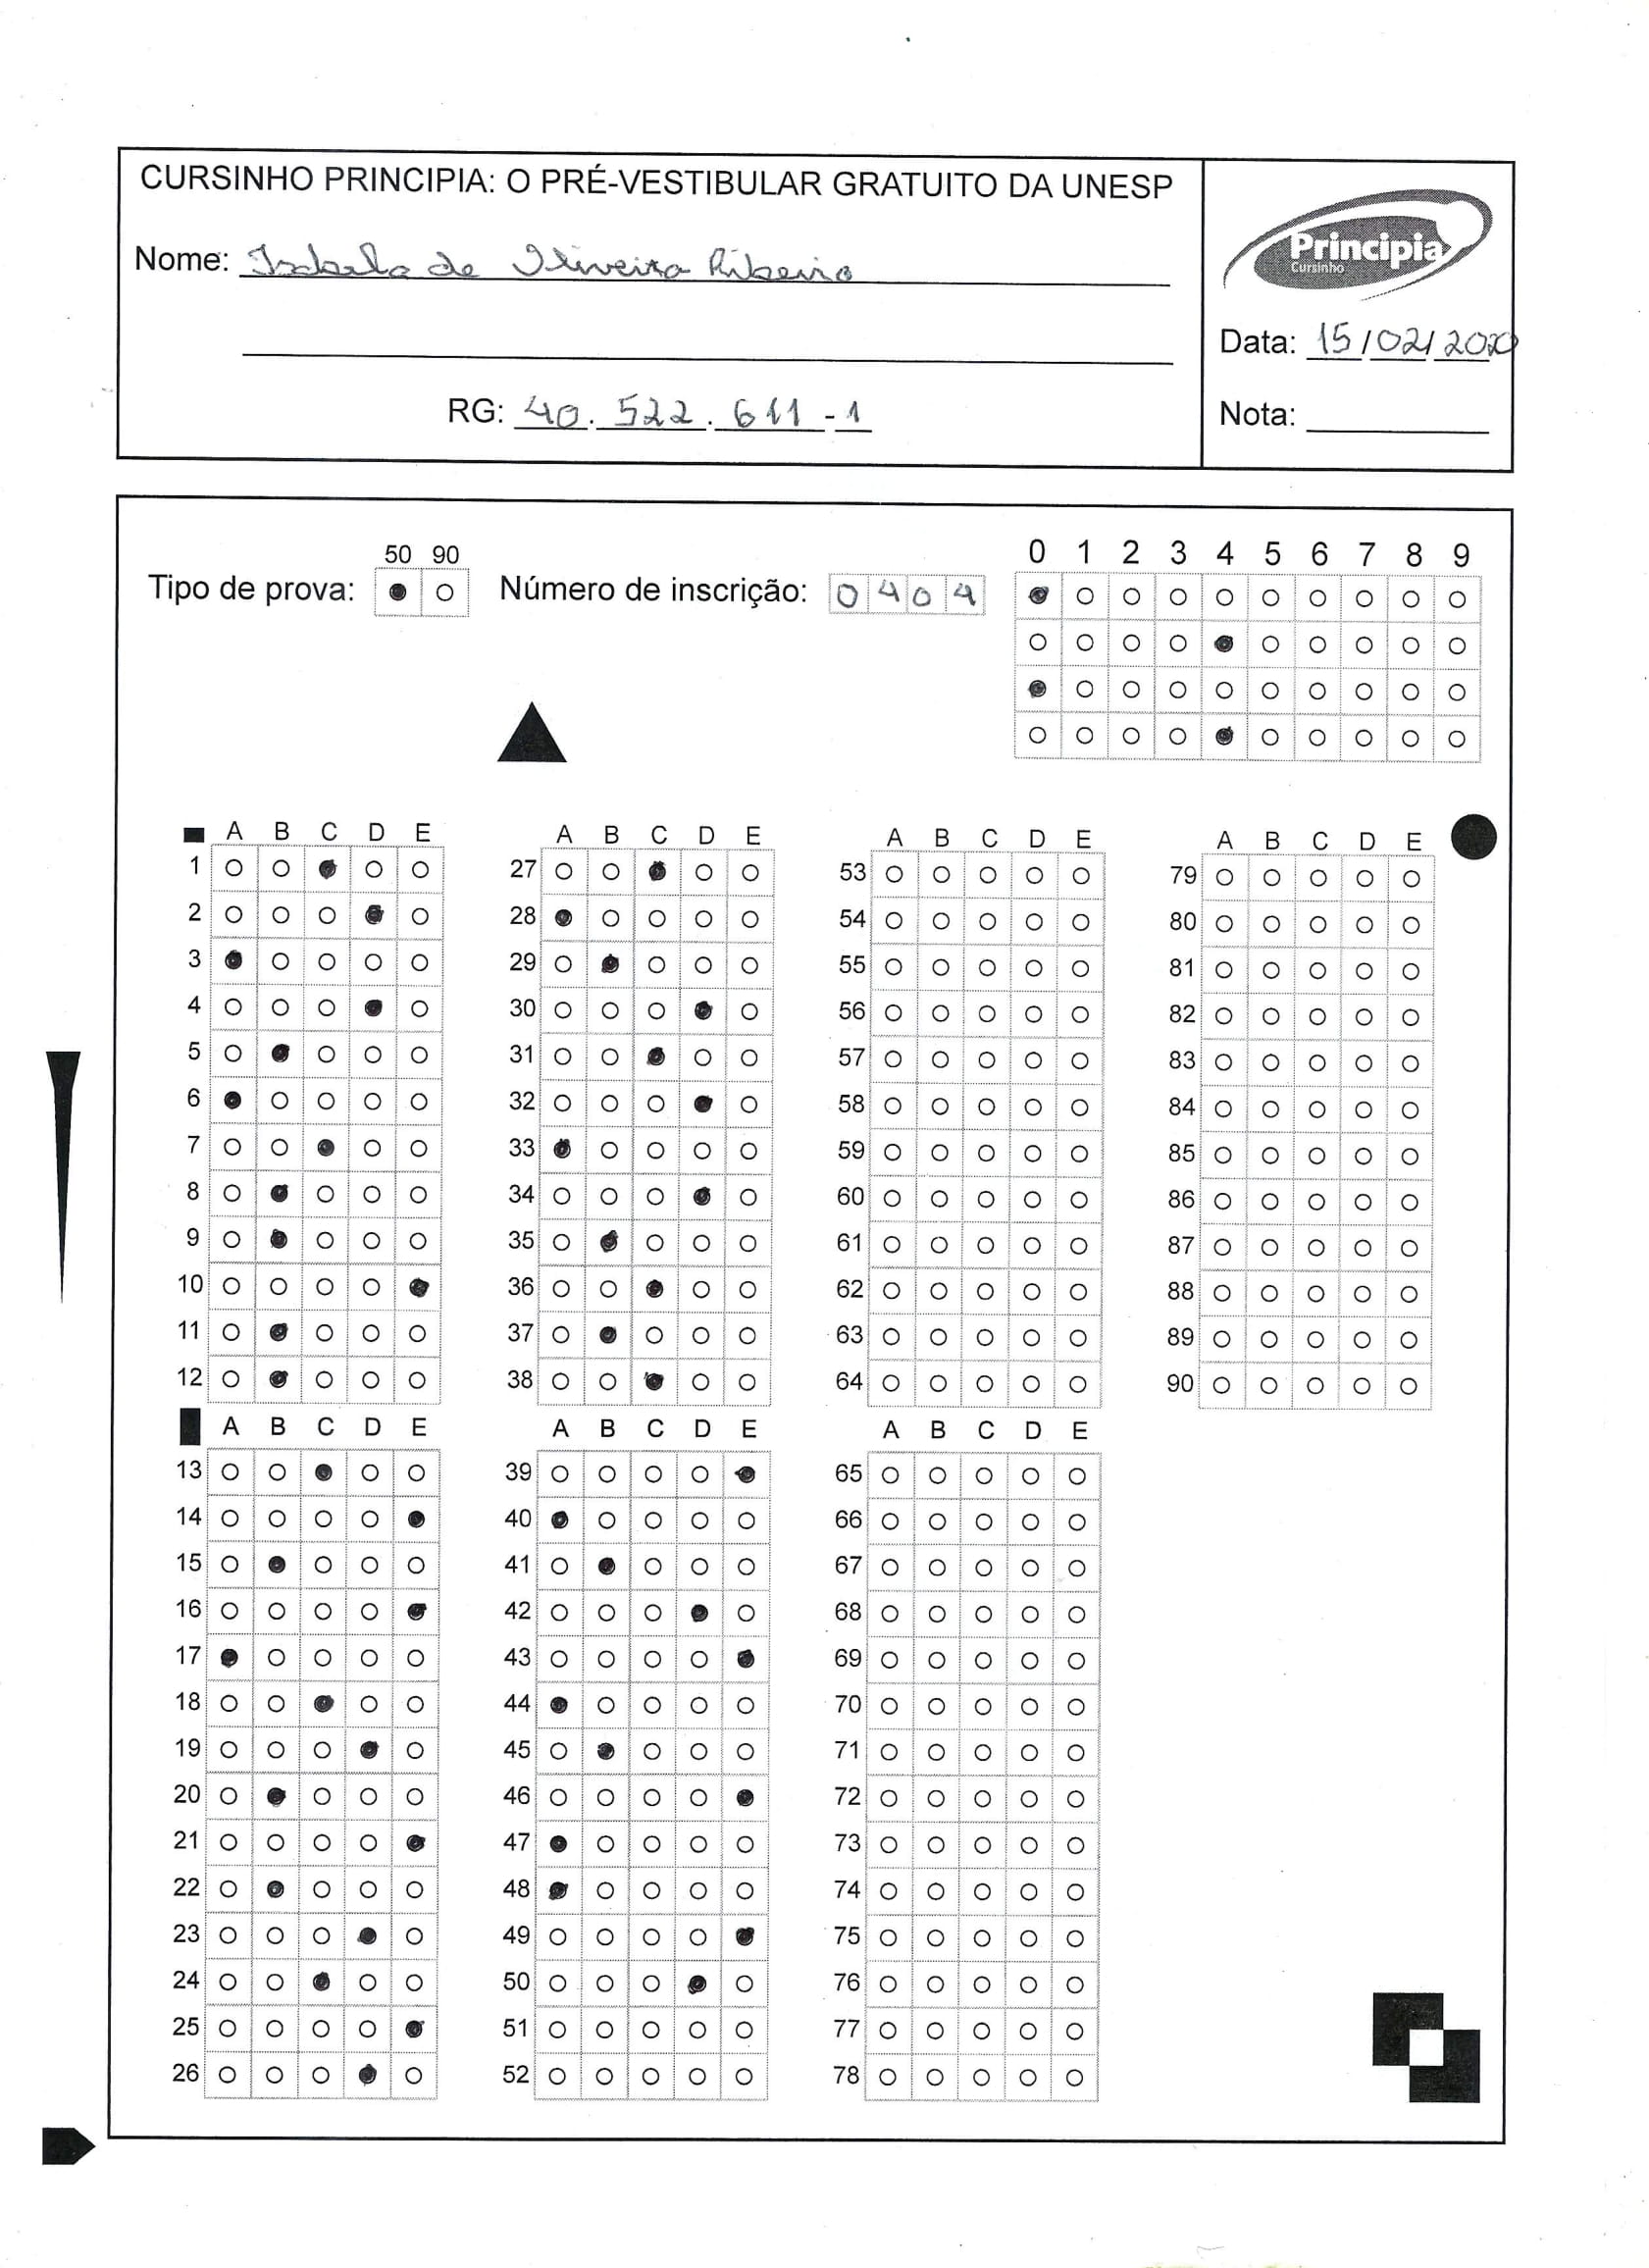 CURSINHO PRINCIPIA: O PRÉ-VESTIBULAR GRATUITO DA UNESP
Principia
Cursinho
Nome: Isabela de Oliveira Ribeiro
Data: 15/02/2020
RG: 40.522.611-1
Nota:
50 90
Tipo de prova:
Número de inscrição: 0404
0 1 2 3 4 5 6 7 8 9
A B C D E A B C D E A B C D E A B C D E
1 27 53 79
2 28 54 80
3 29 55 81
4 30 56 82
5 31 57 83
6 32 58 84
7 33 59 85
8 34 60 86
9 35 61 87
10 36 62 88
11 37 63 89
12 38 64 90
A B C D E A B C D E A B C D E
13 39 65
14 40 66
15 41 67
16 42 68
17 43 69
18 44 70
19 45 71
20 46 72
21 47 73
22 48 74
23 49 75
24 50 76
25 51 77
26 52 78